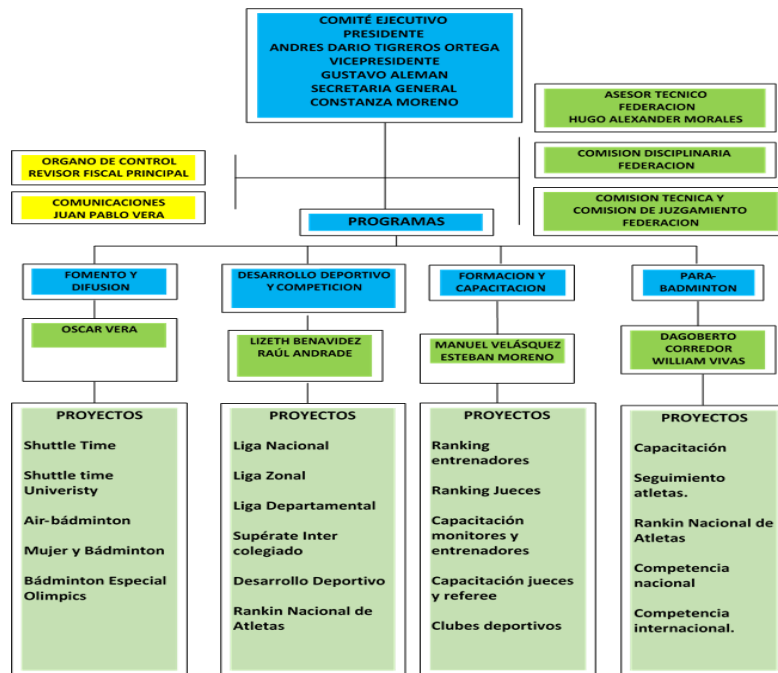 COMITÉ EJECUTIVO
PRESIDENTE
ANDRES DARIO TIGREROS ORTEGA
VICEPRESIDENTE
GUSTAVO ALEMAN
SECRETARIA GENERAL
CONSTANZA MORENO
ASESOR TECNICO
FEDERACION
HUGO ALEXANDER MORALES
ORGANO DE CONTROL
REVISOR FISCAL PRINCIPAL
COMISION DISCIPLINARIA
FEDERACION
COMUNICACIONES
JUAN PABLO VERA
COMISION TECNICA Y
COMISION DE JUZGAMIENTO
FEDERACION
PROGRAMAS
FOMENTO Y
DIFUSION
DESARROLLO DEPORTIVO
Y COMPETICION
FORMACION Y
CAPACITACION
PARA-
BADMINTON
OSCAR VERA
LIZETH BENAVIDEZ
RAÚL ANDRADE
MANUEL VELÁSQUEZ
ESTEBAN MORENO
DAGOBERTO
CORREDOR
WILLIAM VIVAS
PROYECTOS
Shuttle Time
Shuttle time
Univeristy
Air-bádminton
Mujer y Bádminton
Bádminton Especial
Olimpics
PROYECTOS
Liga Nacional
Liga Zonal
Liga Departamental
Supérate Inter
colegiado
Desarrollo Deportivo
Rankin Nacional de
Atletas
PROYECTOS
Ranking
entrenadores
Ranking Jueces
Capacitación
monitores y
entrenadores
Capacitación jueces
y referee
Clubes deportivos
PROYECTOS
Capacitación
Seguimiento
atletas.
Rankin Nacional de
Atletas
Competencia
nacional
Competencia
internacional.